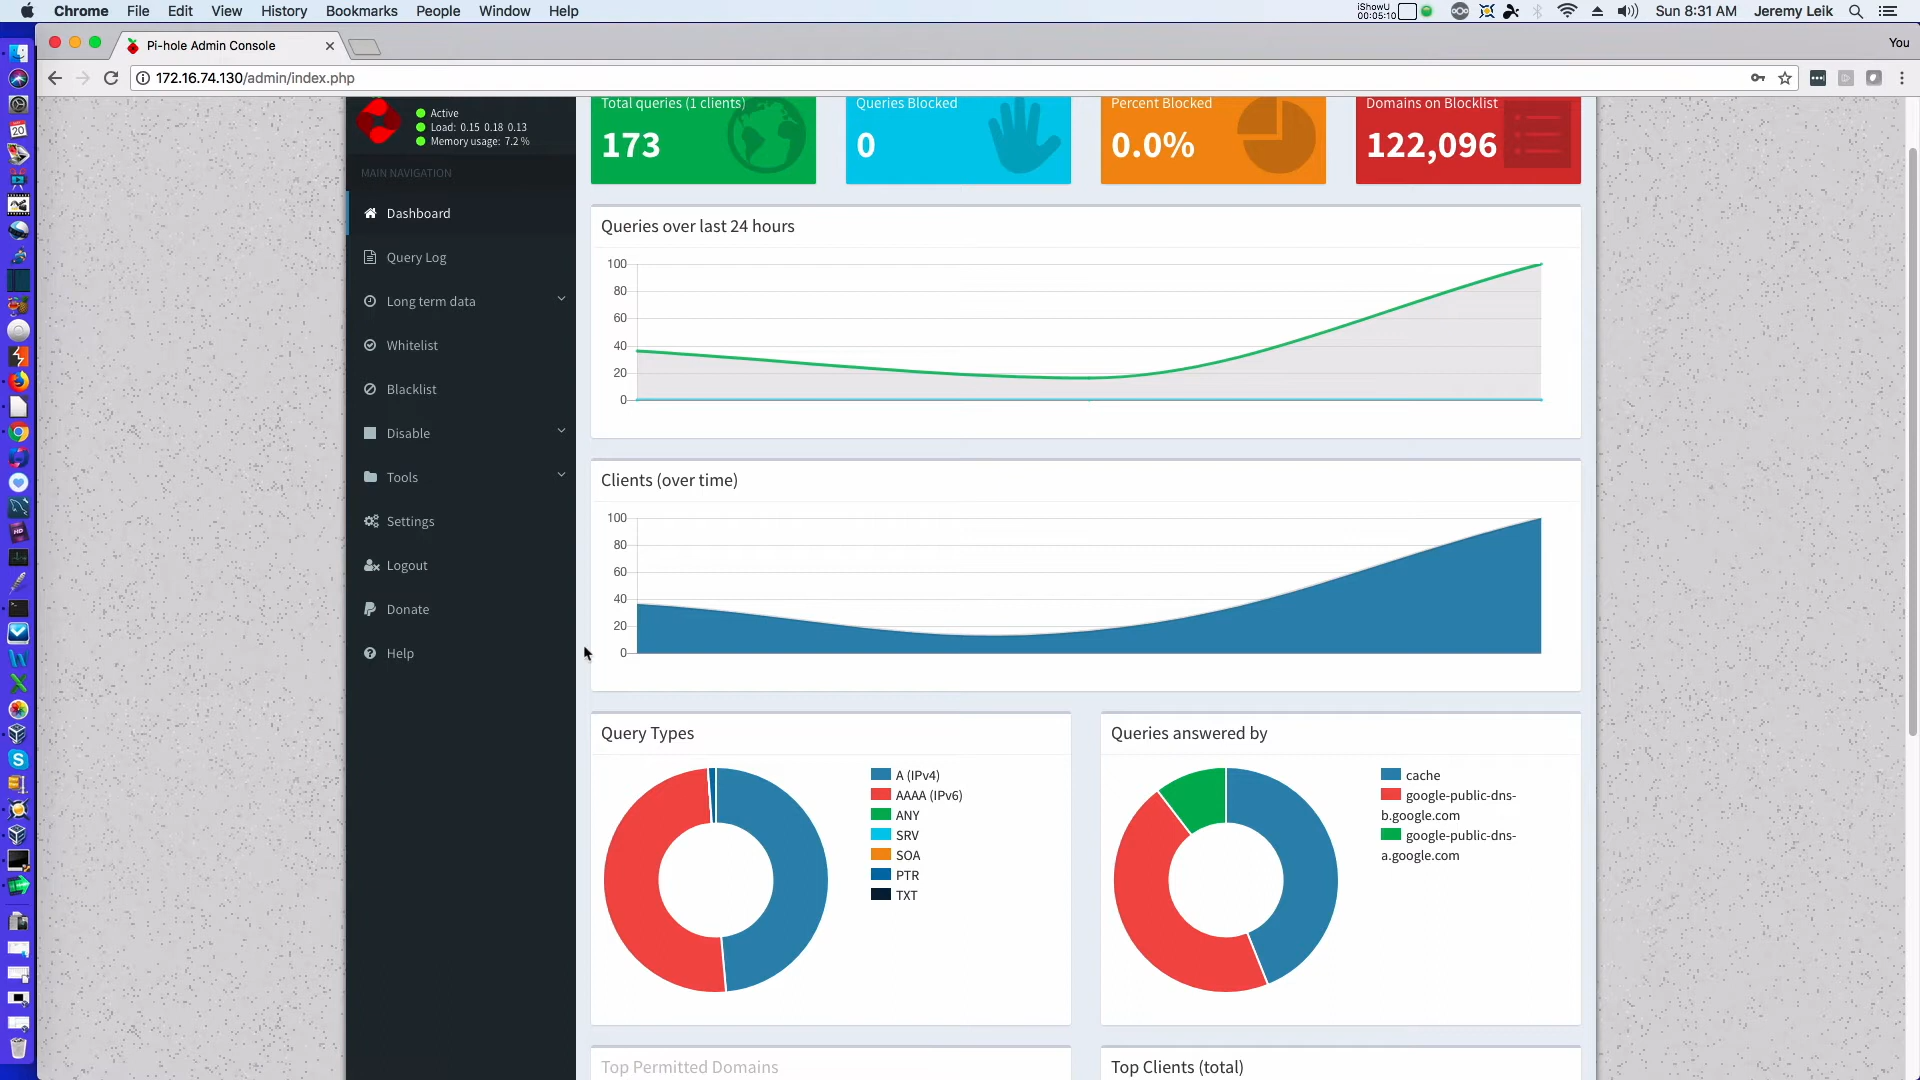 Chrome File Edit View History Bookmarks People Window Help
iShowU
00:05:10
Sun 8:31 AM Jeremy Leik
Pi-hole Admin Console
You
172.16.74.130/admin/index.php
Active
Load: 0.15 0.18 0.13
Memory usage: 7.2 %
MAIN NAVIGATION
Dashboard
Query Log
Long term data
Whitelist
Blacklist
Disable
Tools
Settings
Logout
Donate
Help
Total queries (1 clients)
173
Queries Blocked
0
Percent Blocked
0.0%
Domains on Blocklist
122,096
Queries over last 24 hours
100
80
60
40
20
0
Clients (over time)
100
80
60
40
20
0
Query Types
A (IPv4)
AAAA (IPv6)
ANY
SRV
SOA
PTR
TXT
Queries answered by
cache
google-public-dns-
b.google.com
google-public-dns-
a.google.com
Top Permitted Domains
Top Clients (total)